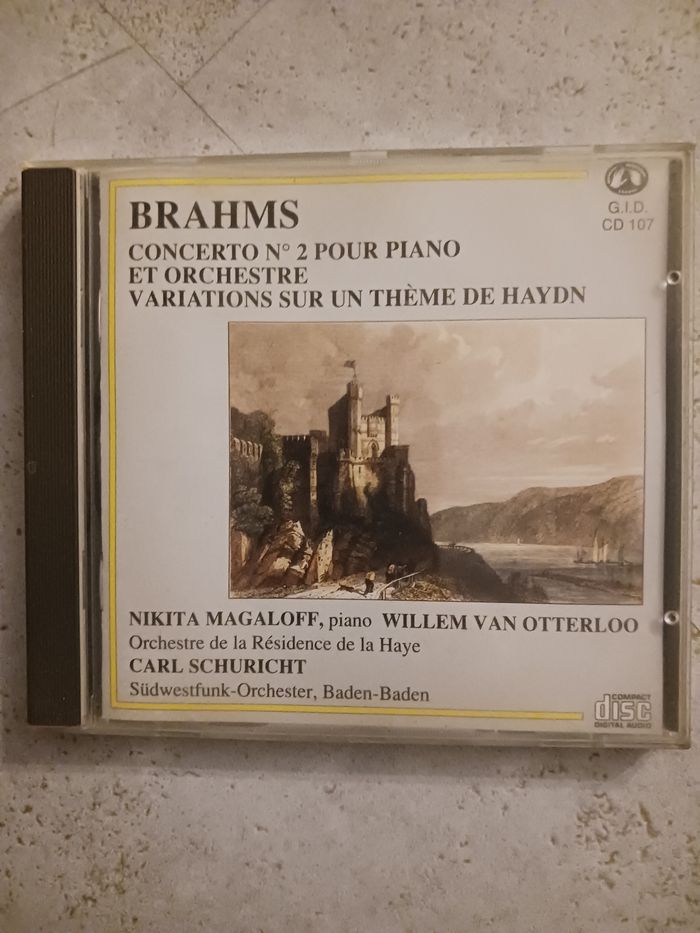 BRAHMS
CONCERTO N° 2 POUR PIANO
ET ORCHESTRE
VARIATIONS SUR UN THÈME DE HAYDN
G.I.D.
CD 107
NIKITA MAGALOFF, piano WILLEM VAN OTTERLOO
Orchestre de la Résidence de la Haye
CARL SCHURICHT
Südwestfunk-Orchester, Baden-Baden
COMPACT
disc
DIGITAL AUDIO